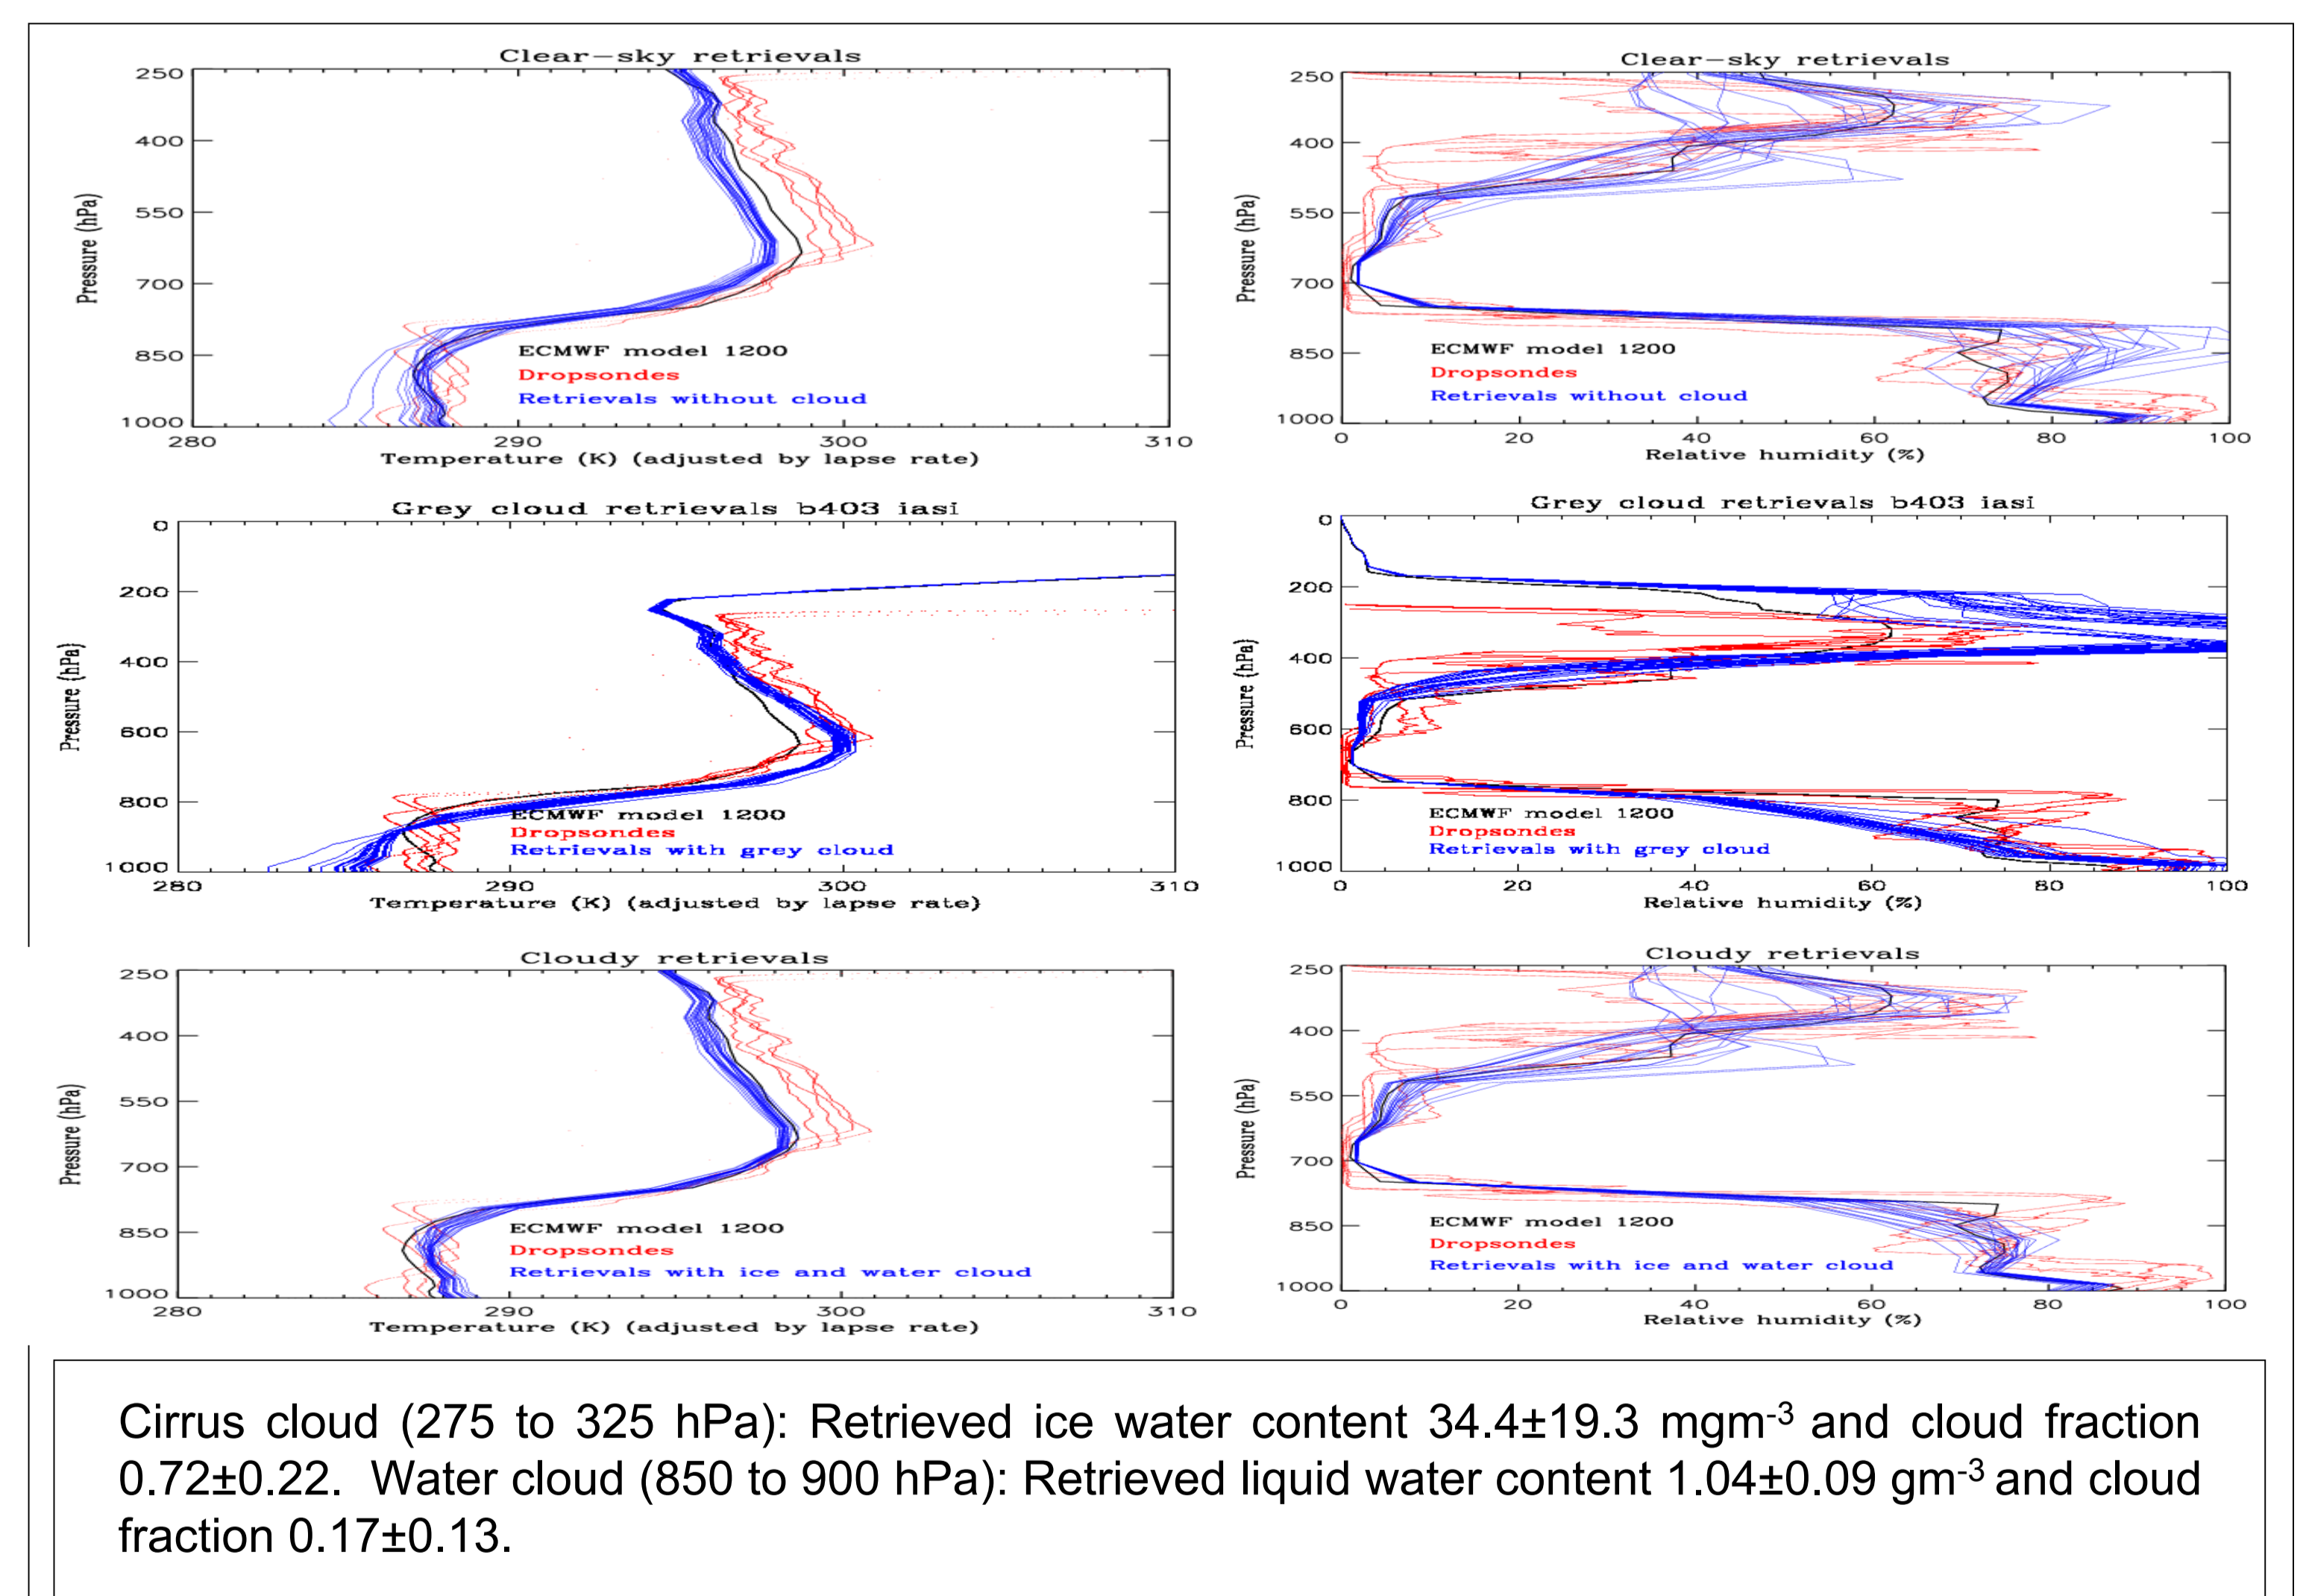 Clear-sky retrievals
250
400
550
700
850
1000
280
290
300
310
Pressure (hPa)
Temperature (K) (adjusted by lapse rate)
ECMWF model 1200
Dropsondes
Retrievals without cloud
Clear-sky retrievals
250
400
550
700
850
1000
0
20
40
60
80
100
Pressure (hPa)
Relative humidity (%)
ECMWF model 1200
Dropsondes
Retrievals without cloud
Grey cloud retrievals b403 iasi
0
200
400
600
800
1000
280
290
300
310
Pressure (hPa)
Temperature (K) (adjusted by lapse rate)
ECMWF model 1200
Dropsondes
Retrievals with grey cloud
Grey cloud retrievals b403 iasi
0
200
400
600
800
1000
0
20
40
60
80
100
Pressure (hPa)
Relative humidity (%)
ECMWF model 1200
Dropsondes
Retrievals with grey cloud
Cloudy retrievals
250
400
550
700
850
1000
280
290
300
310
Pressure (hPa)
Temperature (K) (adjusted by lapse rate)
ECMWF model 1200
Dropsondes
Retrievals with ice and water cloud
Cloudy retrievals
250
400
550
700
850
1000
0
20
40
60
80
100
Pressure (hPa)
Relative humidity (%)
ECMWF model 1200
Dropsondes
Retrievals with ice and water cloud
Cirrus cloud (275 to 325 hPa): Retrieved ice water content 34.4±19.3 mgm-3 and cloud fraction
0.72±0.22. Water cloud (850 to 900 hPa): Retrieved liquid water content 1.04±0.09 gm-3 and cloud
fraction 0.17±0.13.